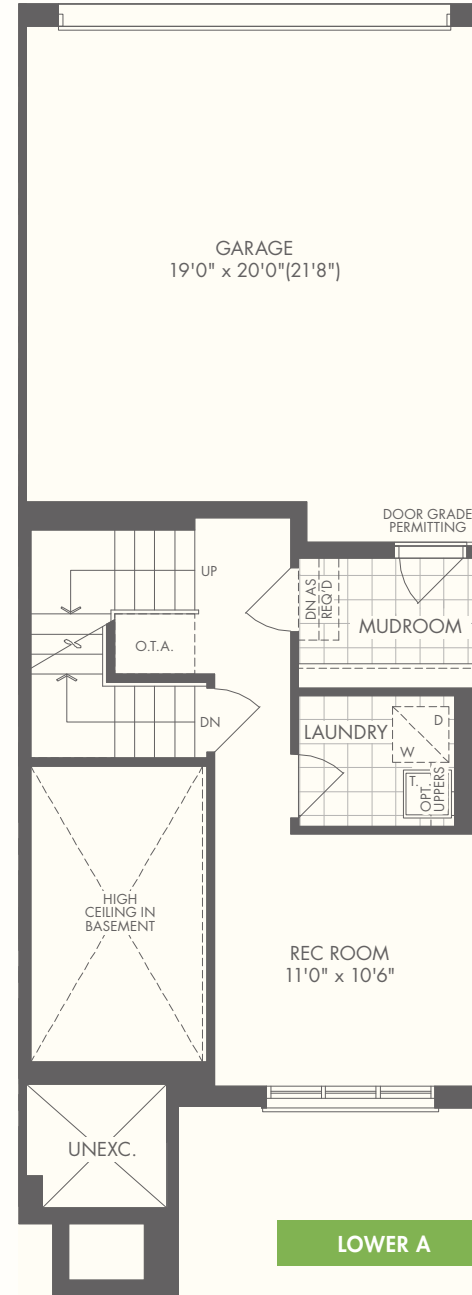 GARAGE
19'0" x 20'0"(21'8")
DOOR GRADE
PERMITTING
UP
DN AS
REQ'D
MUDROOM
O.T.A.
DN
LAUNDRY
D
W
T.
OPT.
UPPERS
HIGH
CEILING IN
BASEMENT
REC ROOM
11'0" x 10'6"
UNEXC.
LOWER A